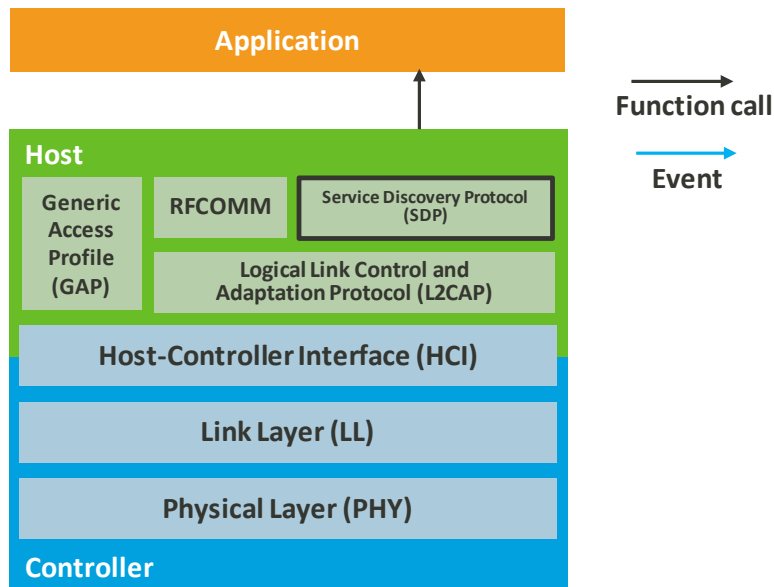 Application
Function call
Event
Host
Generic
Access
Profile
(GAP)
RFCOMM
Service Discovery Protocol
(SDP)
Logical Link Control and
Adaptation Protocol (L2CAP)
Host-Controller Interface (HCI)
Link Layer (LL)
Physical Layer (PHY)
Controller